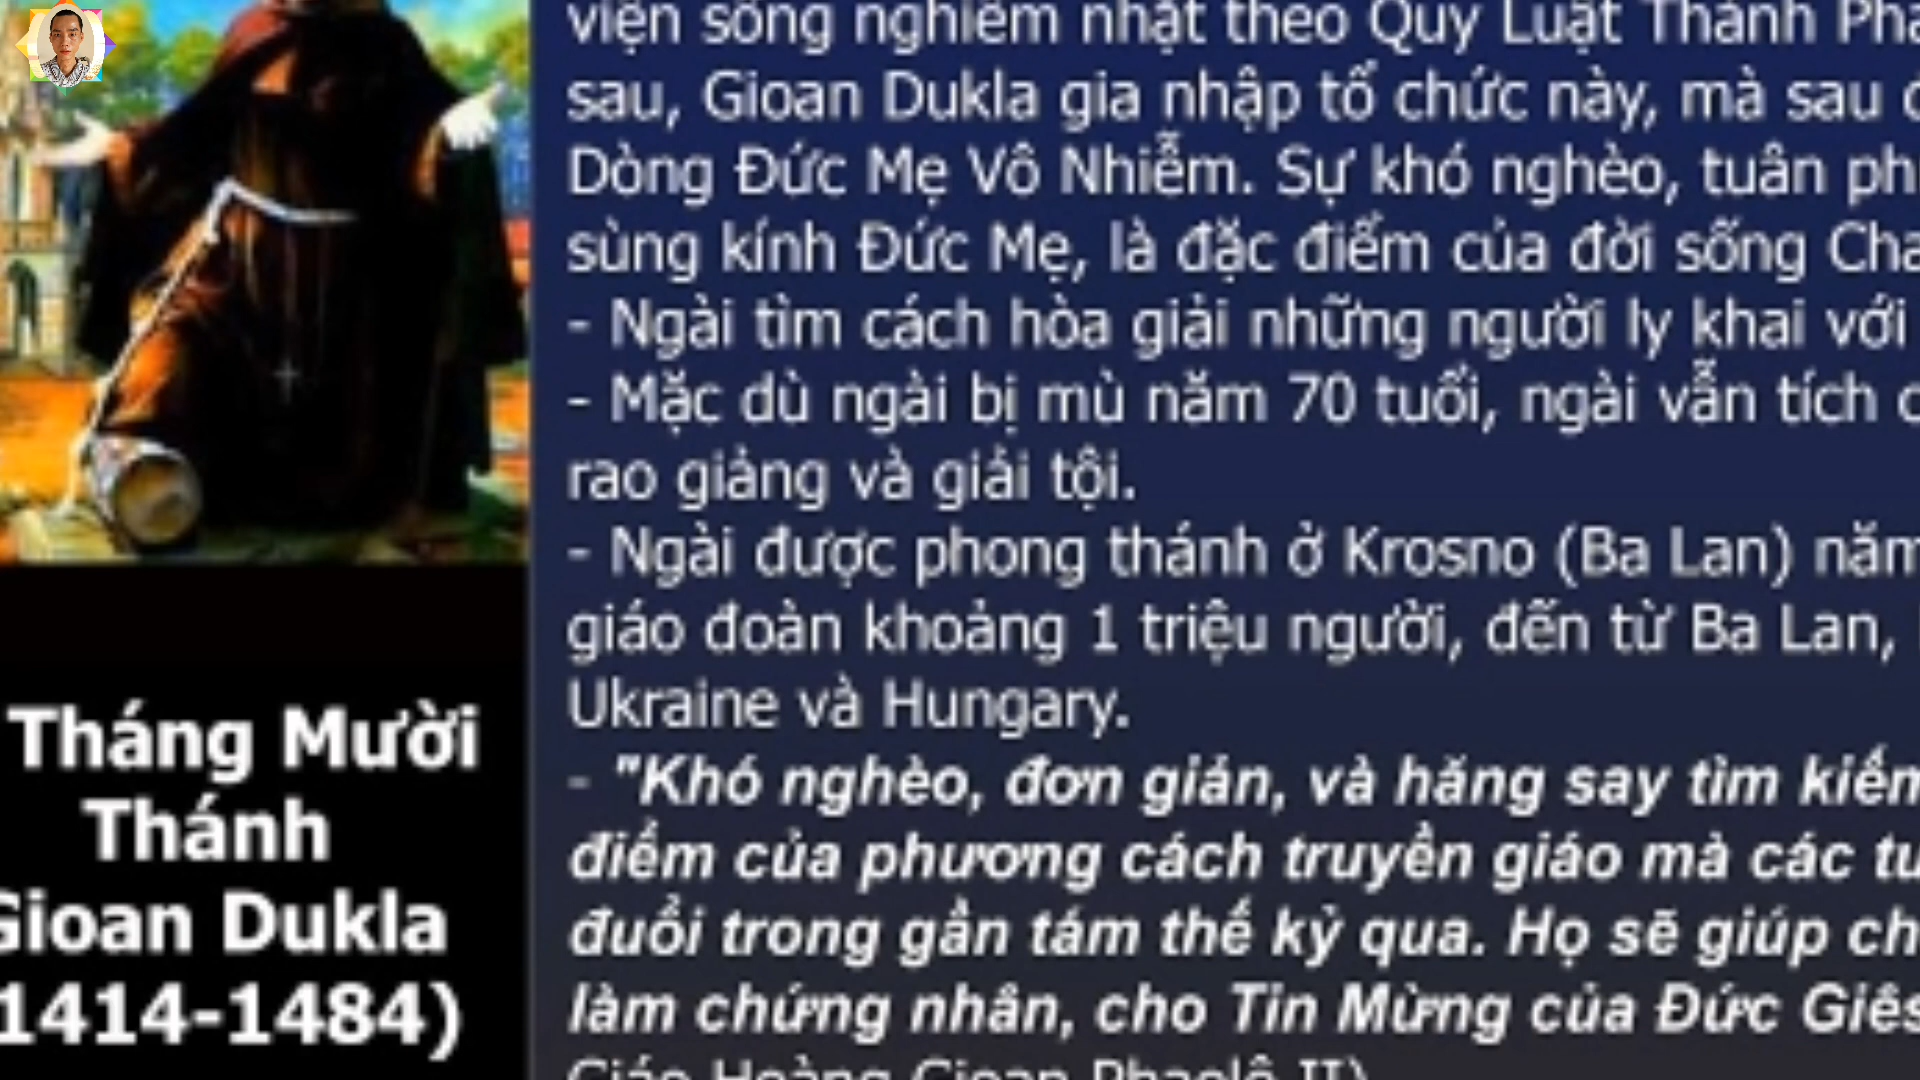 Tháng Mười
Thánh
Gioan Dukla
1414-1484)
viện sống nghiêm nhặt theo Quy Luật Thánh
sau, Gioan Dukla gia nhập tổ chức này, mà sau
Dòng Đức Mẹ Vô Nhiễm. Sự khó nghèo, tuân
sùng kính Đức Mẹ, là đặc điểm của đời sống
- Ngài tìm cách hòa giải những người ly khai với
- Mặc dù ngài bị mù năm 70 tuổi, ngài vẫn tích
rao giảng và giải tội.
- Ngài được phong thánh ở Krosno (Ba Lan) năm
giáo đoàn khoảng 1 triệu người, đến từ Ba Lan,
Ukraine và Hungary.
- "Khó nghèo, đơn giản, và hăng say tìm kiếm
điểm của phương cách truyền giáo mà các
đuổi trong gần tám thế kỷ qua. Họ sẽ giúp
làm chứng nhân, cho Tin Mừng của Đức
Giáo Hoàng Gioan Phaolô II)